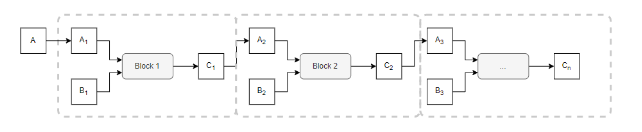 A
A₁
B₁
Block 1
C₁
A₂
B₂
Block 2
C₂
A₃
B₃
...
Cₙ